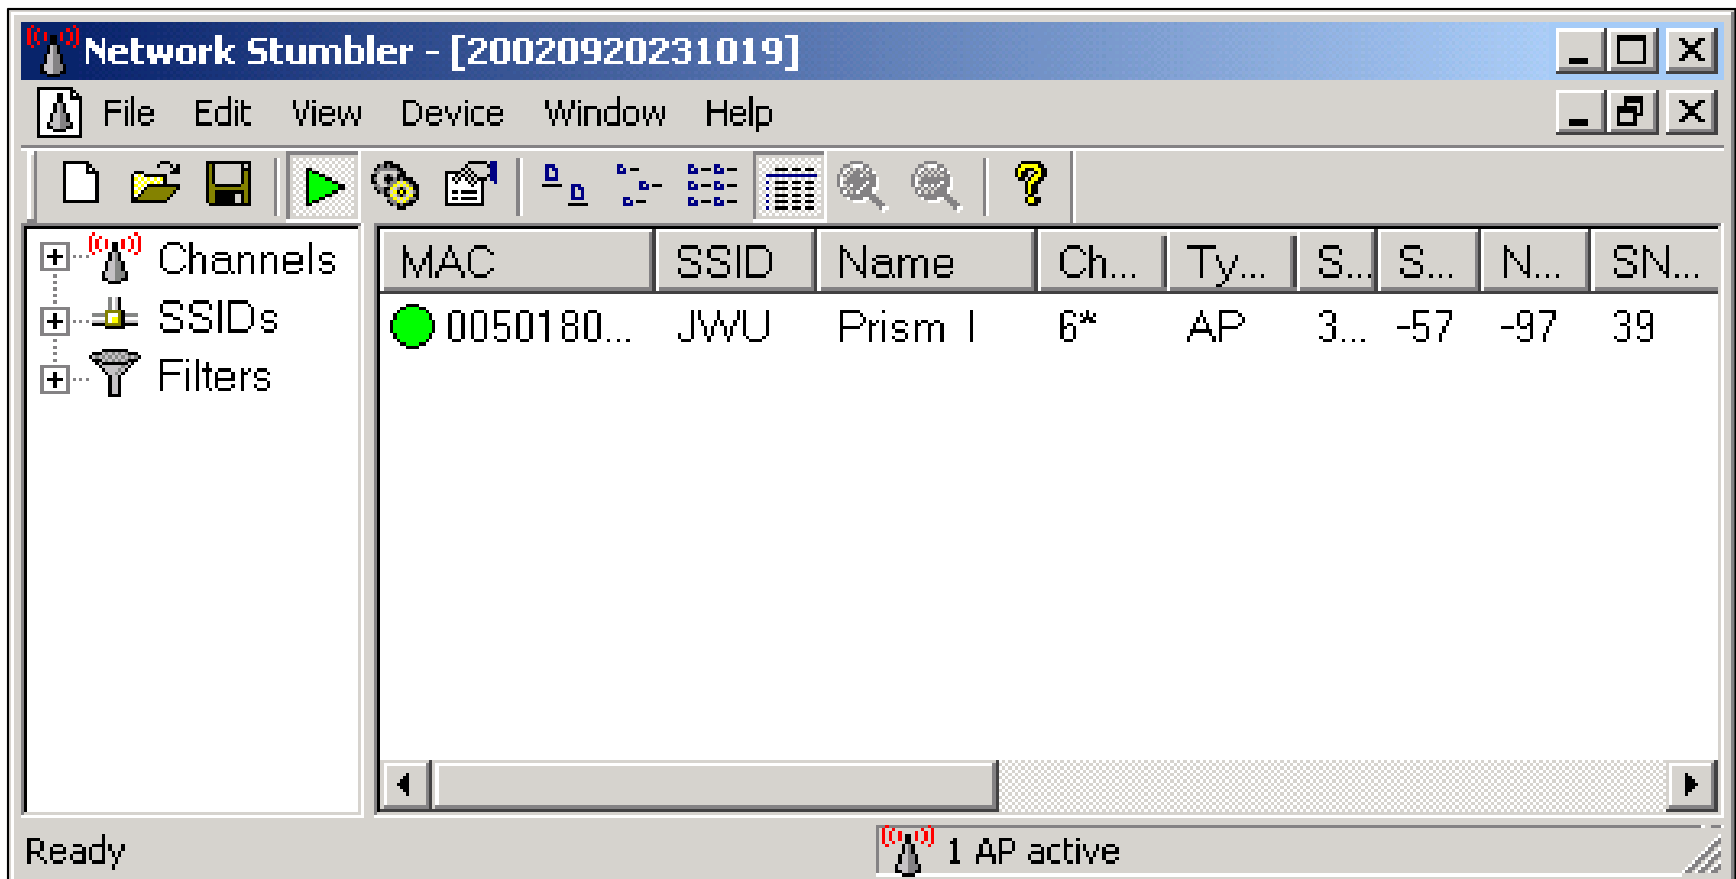 Network Stumbler - [20020920231019]
File Edit View Device Window Help
Channels
SSIDs
Filters
MAC SSID Name Ch... Ty... S... S... N... SN...
0050180... JWU Prism I 6* AP 3... -57 -97 39
Ready
1 AP active